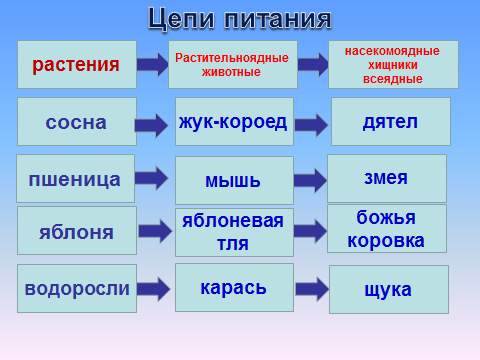 Цепи питания
растения
Растительноядные
животные
насекомоядные
хищники
всеядные
сосна
жук-короед
дятел
пшеница
мышь
змея
яблоня
яблоневая
тля
божья
коровка
водоросли
карась
щука